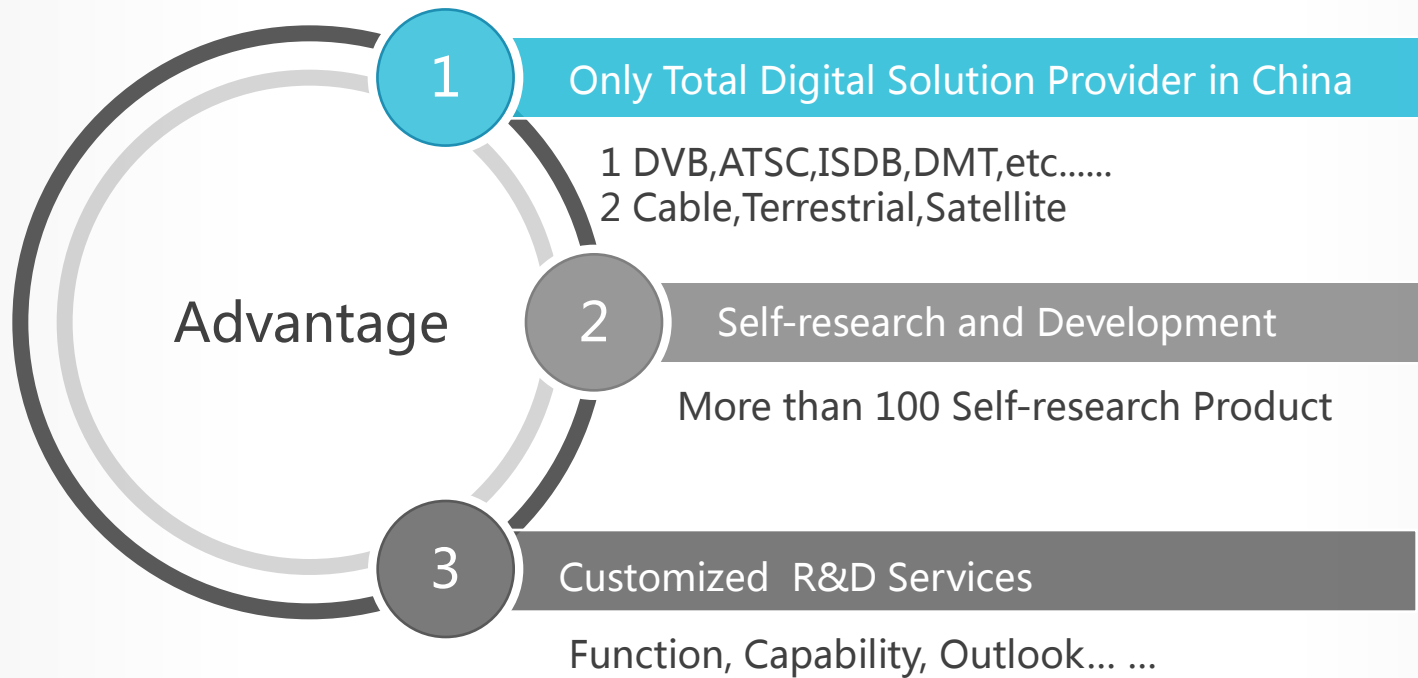 Advantage
1
Only Total Digital Solution Provider in China
1 DVB,ATSC,ISDB,DMT,etc......
2 Cable,Terrestrial,Satellite
2
Self-research and Development
More than 100 Self-research Product
3
Customized  R&D Services
Function, Capability, Outlook... ...